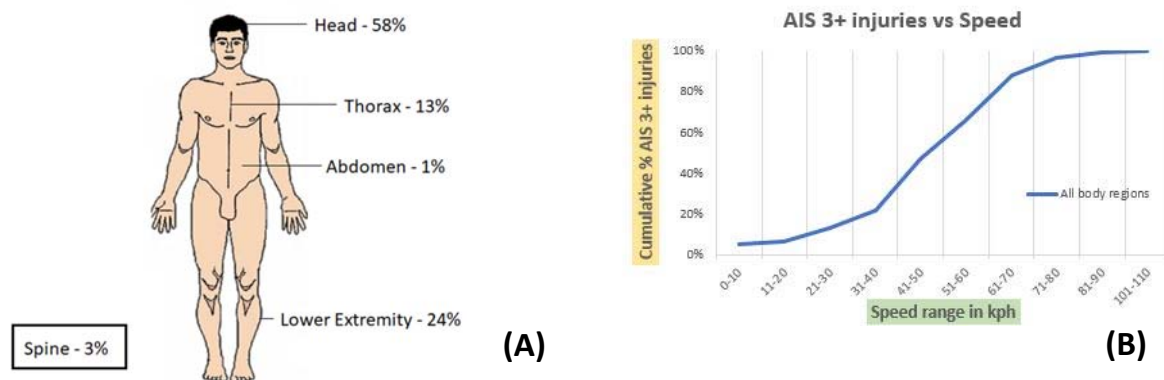 Head - 58%
Thorax - 13%
Abdomen - 1%
Lower Extremity - 24%
Spine - 3%
(A)
AIS 3+ injuries vs Speed
Cumulative % AIS 3+ injuries
100%
80%
60%
40%
20%
0%
All body regions
0-10
11-20
21-30
31-40
41-50
51-60
61-70
71-80
81-90
101-110
Speed range in kph
(B)